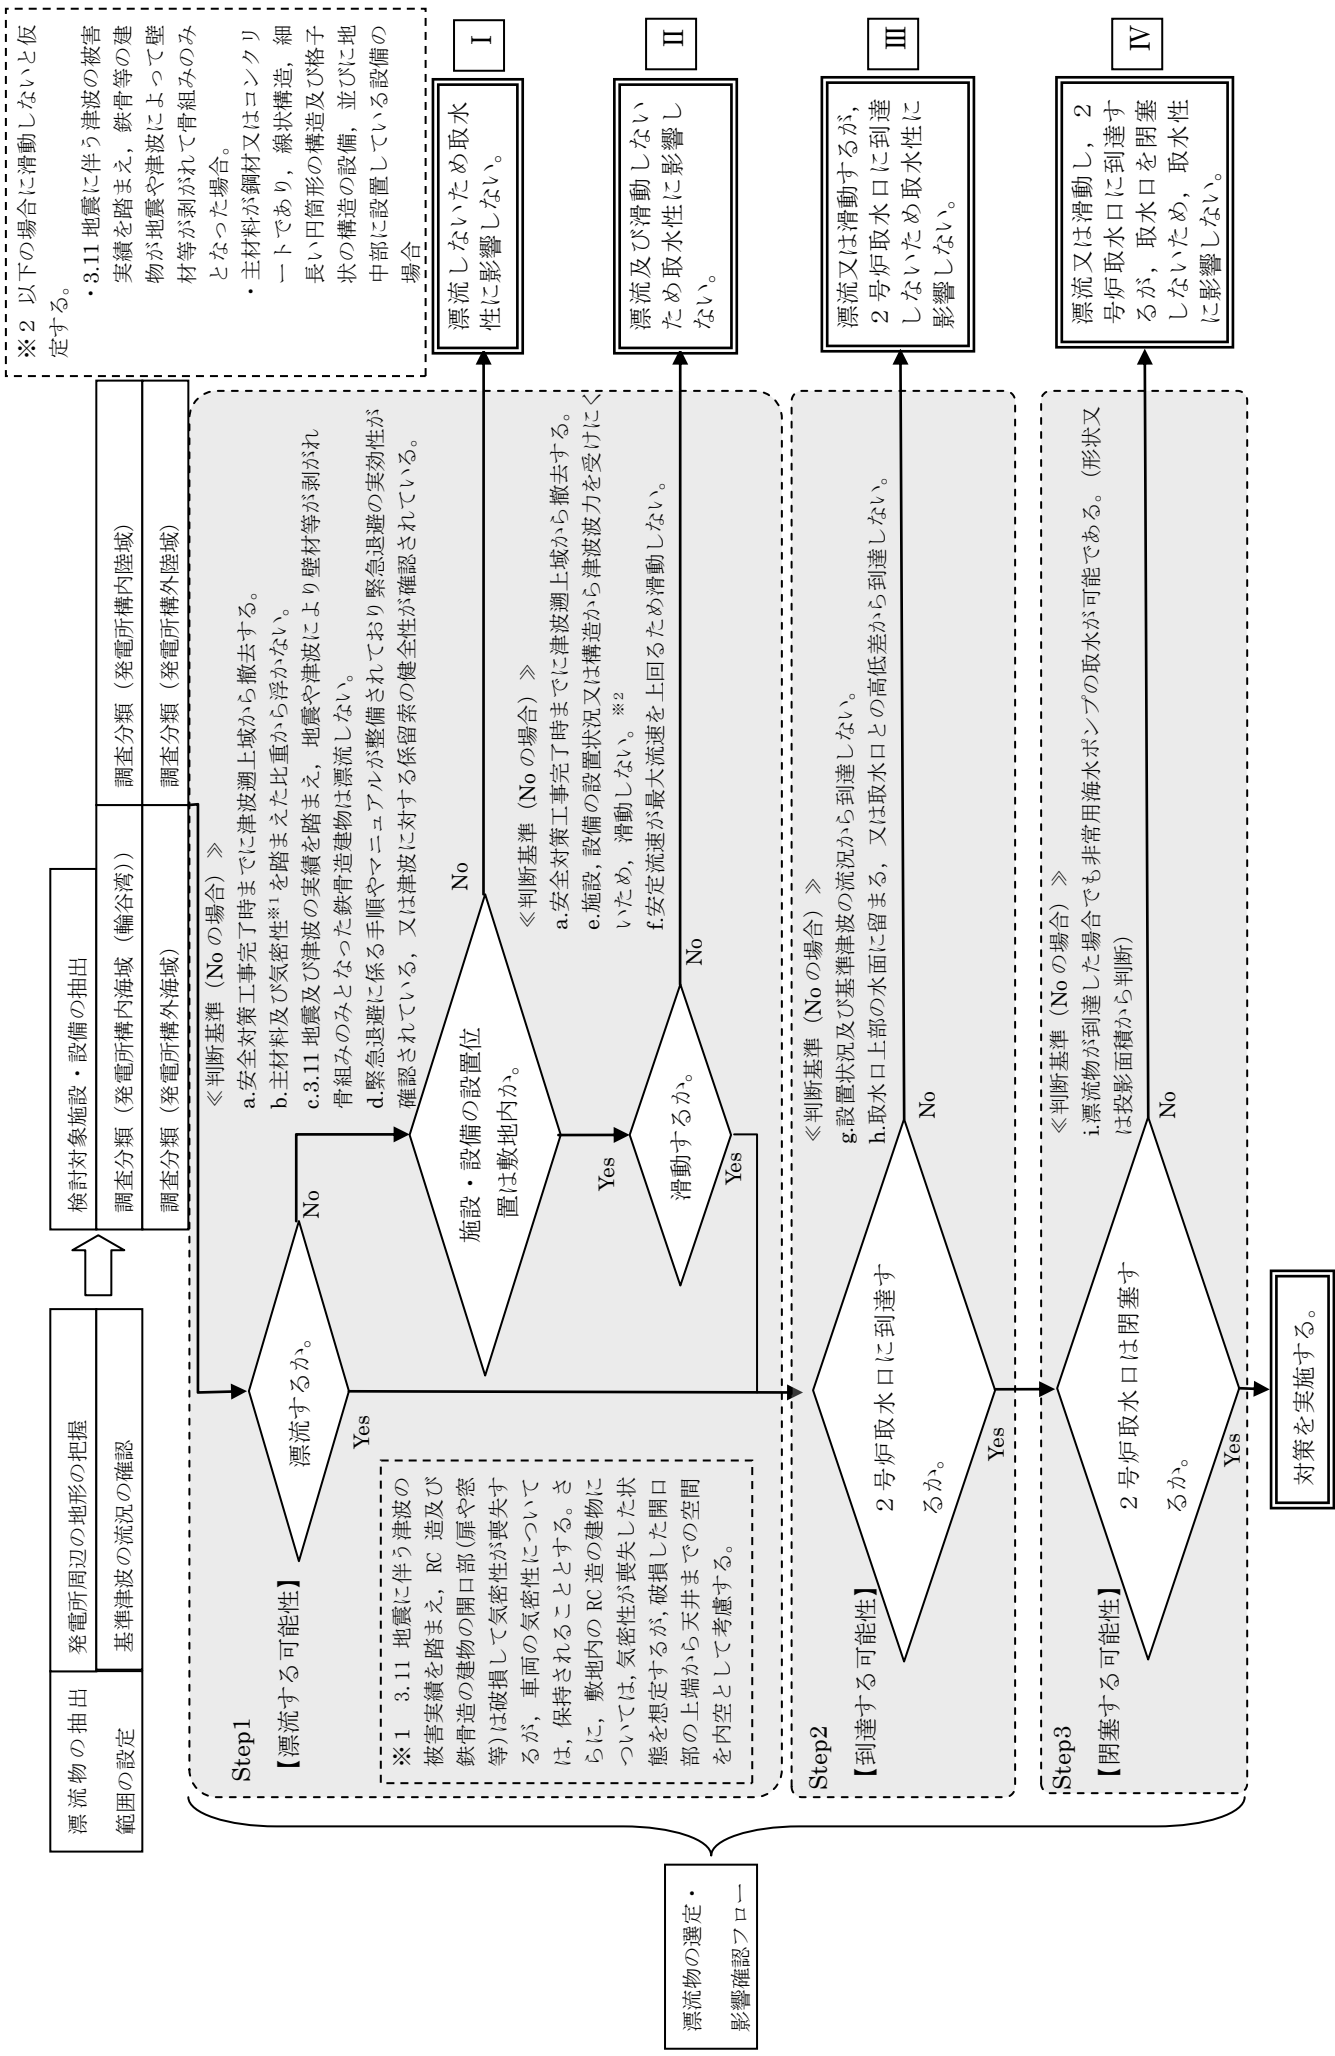 漂流物の抽出
範囲の設定
発電所周辺の地形の把握
基準津波の流況の確認
検討対象施設・設備の抽出
調査分類（発電所構内海域（輪谷湾））
調査分類（発電所構内陸域）
調査分類（発電所構外海域）
調査分類（発電所構外陸域）
※2 以下の場合に滑動しないと仮
定する。
・3.11 地震に伴う津波の被害
実績を踏まえ，鉄骨等の建
物が地震や津波によって壁
材等が剥がれて骨組みのみ
となった場合。
・主材料が鋼材又はコンクリ
ートであり，線状構造，細
長い円筒形の構造及び格子
状の構造の設備，並びに地
中部に設置している設備の
場合
漂流物の選定・
影響確認フロー
Step1
【漂流する可能性】
漂流するか。
Yes
No
≪判断基準（No の場合）≫
a.安全対策工事完了時までに津波遡上域から撤去する。
b.主材料及び気密性※1 を踏まえた比重から浮かない。
c.3.11 地震及び津波の実績を踏まえ，地震や津波により壁材等が剥がれ
骨組みのみとなった鉄骨造建物は漂流しない。
d.緊急退避に係る手順やマニュアルが整備されており緊急退避の実効性が
確認されている，又は津波に対する係留索の健全性が確認されている。
※1 3.11 地震に伴う津波の
被害実績を踏まえ，RC 造及び
鉄骨造の建物の開口部(扉や窓
等)は破損して気密性が喪失す
るが，車両の気密性について
は，保持されることとする。さ
らに，敷地内の RC 造の建物に
ついては，気密性が喪失した状
態を想定するが，破損した開口
部の上端から天井までの空間
を内空として考慮する。
施設・設備の設置位
置は敷地内か。
No
Yes
漂流しないため取水
性に影響しない。
Ⅰ
≪判断基準（No の場合）≫
a.安全対策工事完了時までに津波遡上域から撤去する。
e.施設，設備の設置状況又は構造から津波波力を受けにく
いため，滑動しない。※2
f.安定流速が最大流速を上回るため滑動しない。
滑動するか。
No
Yes
漂流及び滑動しない
ため取水性に影響し
ない。
Ⅱ
Step2
【到達する可能性】
≪判断基準（No の場合）≫
g.設置状況及び基準津波の流況から到達しない。
h.取水口上部の水面に留まる，又は取水口との高低差から到達しない。
2 号炉取水口に到達す
るか。
No
Yes
漂流又は滑動するが，
2 号炉取水口に到達
しないため取水性に
影響しない。
Ⅲ
Step3
【閉塞する可能性】
≪判断基準（No の場合）≫
i.漂流物が到達した場合でも非常用海水ポンプの取水が可能である。（形状又
は投影面積から判断）
2 号炉取水口は閉塞す
るか。
No
Yes
漂流又は滑動し，2
号炉取水口に到達す
るが，取水口を閉塞
しないため，取水性
に影響しない。
Ⅳ
対策を実施する。